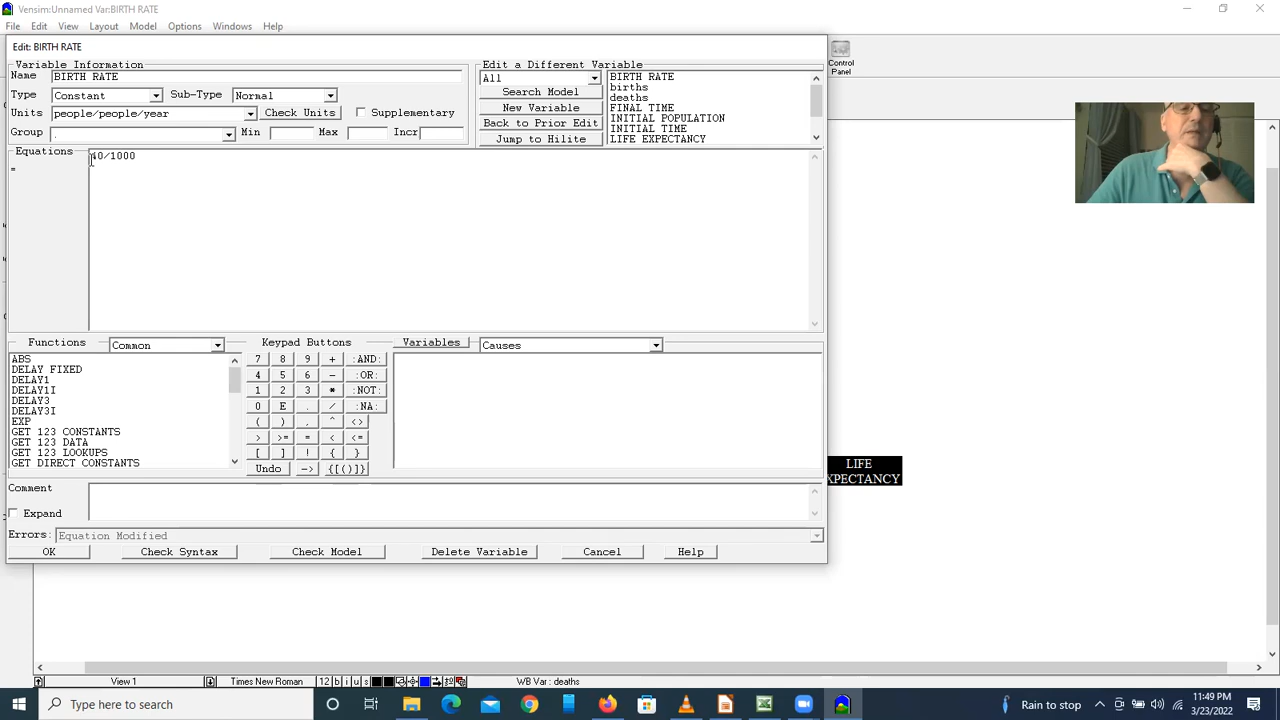 Vensim:Unnamed Var:BIRTH RATE
File Edit View Layout Model Options Windows Help
Edit: BIRTH RATE
Variable Information
Name BIRTH RATE
Type Constant Sub-Type Normal
Units people/people/year Check Units Supplementary
Group . Min Max Incr
Edit a Different Variable
All
Search Model
New Variable
Back to Prior Edit
Jump to Hilite
BIRTH RATE
births
deaths
FINAL TIME
INITIAL POPULATION
INITIAL TIME
LIFE EXPECTANCY
Control
Panel
Equations
=
40/1000
Functions Common
ABS
DELAY FIXED
DELAY1
DELAY1I
DELAY3
DELAY3I
EXP
GET 123 CONSTANTS
GET 123 DATA
GET 123 LOOKUPS
GET DIRECT CONSTANTS
Keypad Buttons
7 8 9 + :AND:
4 5 6 - :OR:
1 2 3 * :NOT:
0 E . / :NA:
( ) , ^ <>
> >= = < <=
[ ] ! { }
Undo -> {[()]}
Variables Causes
LIFE
XPECTANCY
Comment
Expand
Errors: Equation Modified
OK Check Syntax Check Model Delete Variable Cancel Help
View 1 Times New Roman 12 b i u s WB Var : deaths
Type here to search
Rain to stop
11:49 PM
3/23/2022